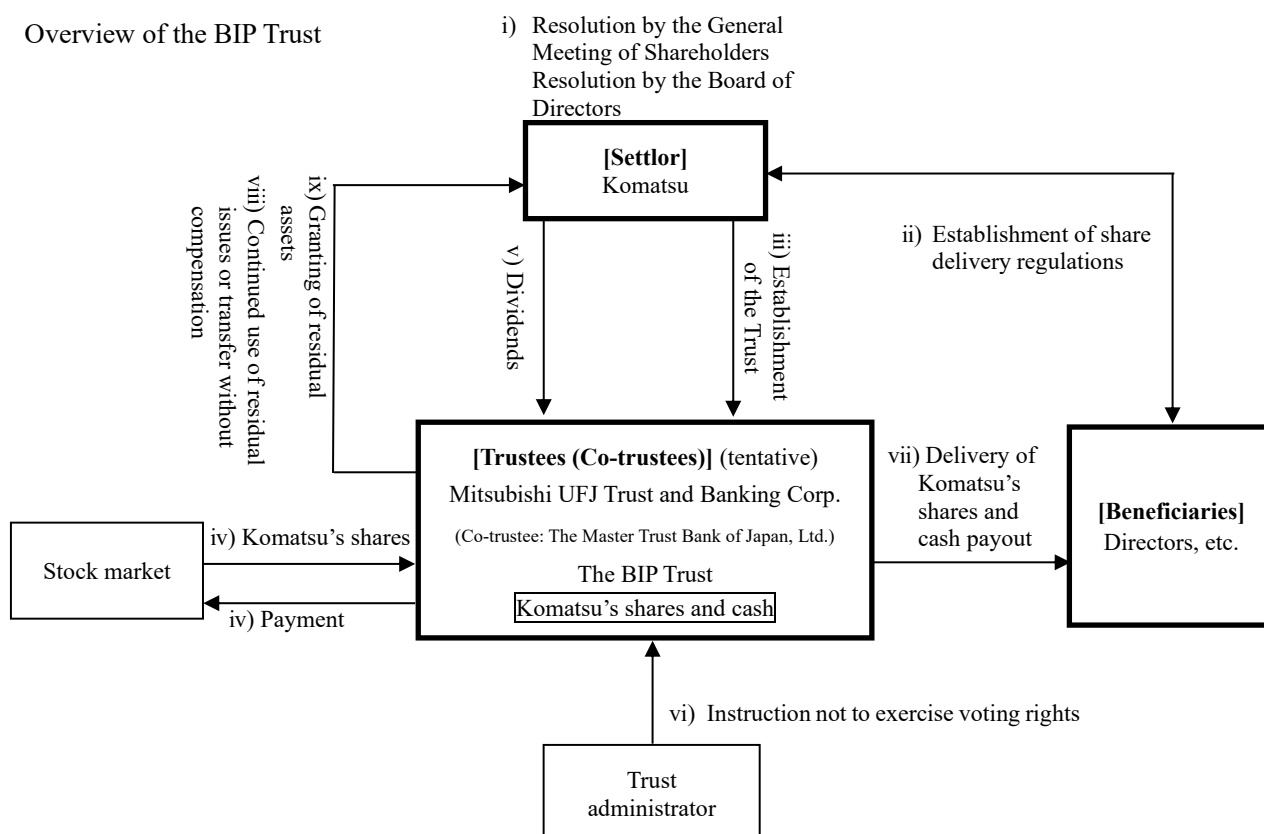 Overview of the BIP Trust
i) Resolution by the General
Meeting of Shareholders
Resolution by the Board of
Directors
[Settlor]
Komatsu
ix) Granting of residual
assets
viii) Continued use of residual
issues or transfer without
compensation
v) Dividends
iii) Establishment
of the Trust
ii) Establishment of share
delivery regulations
[Trustees (Co-trustees)] (tentative)
Mitsubishi UFJ Trust and Banking Corp.
(Co-trustee: The Master Trust Bank of Japan, Ltd.)
The BIP Trust
Komatsu’s shares and cash
vii) Delivery of
Komatsu’s
shares and
cash payout
[Beneficiaries]
Directors, etc.
Stock market
iv) Komatsu’s shares
iv) Payment
vi) Instruction not to exercise voting rights
Trust
administrator